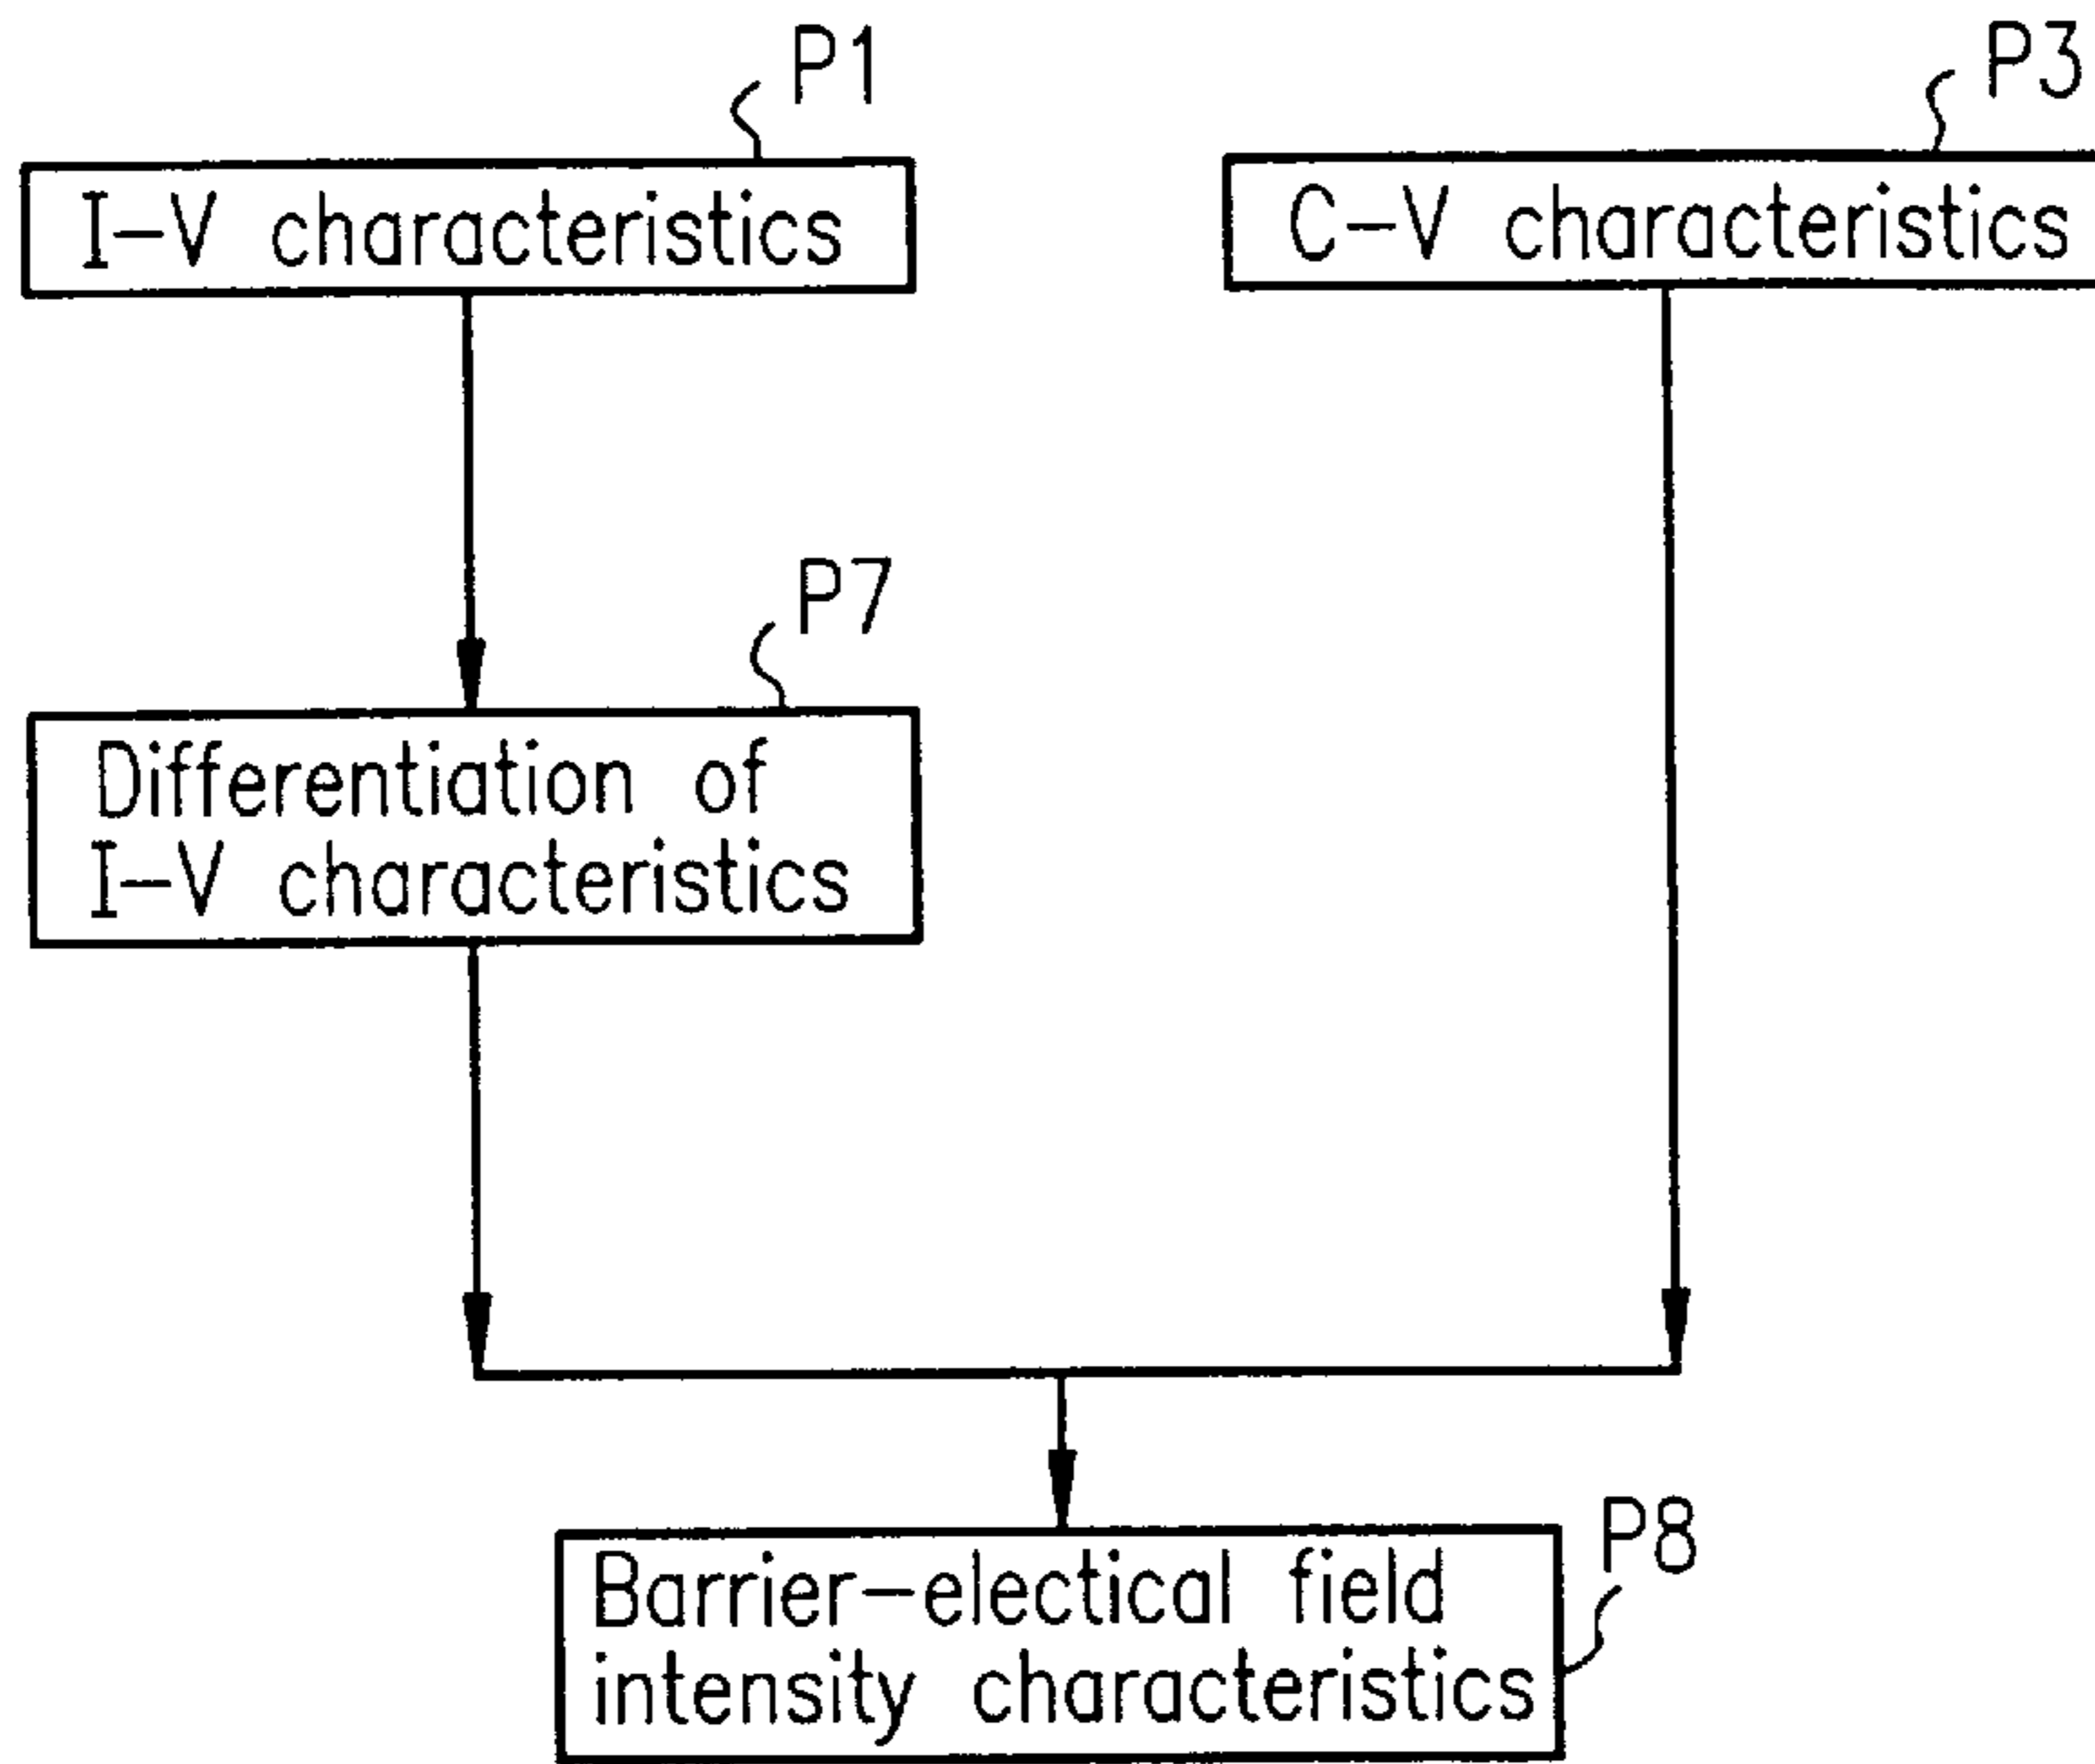 P1
I-V characteristics
P3
C-V characteristics
P7
Differentiation of
I-V characteristics
P8
Barrier-electical field
intensity characteristics